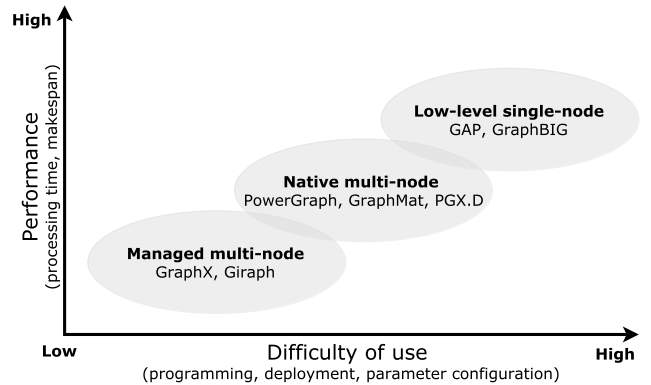 High
Performance
(processing time, makespan)
Low-level single-node
GAP, GraphBIG
Native multi-node
PowerGraph, GraphMat, PGX.D
Managed multi-node
GraphX, Giraph
Low
Difficulty of use
High
(programming, deployment, parameter configuration)